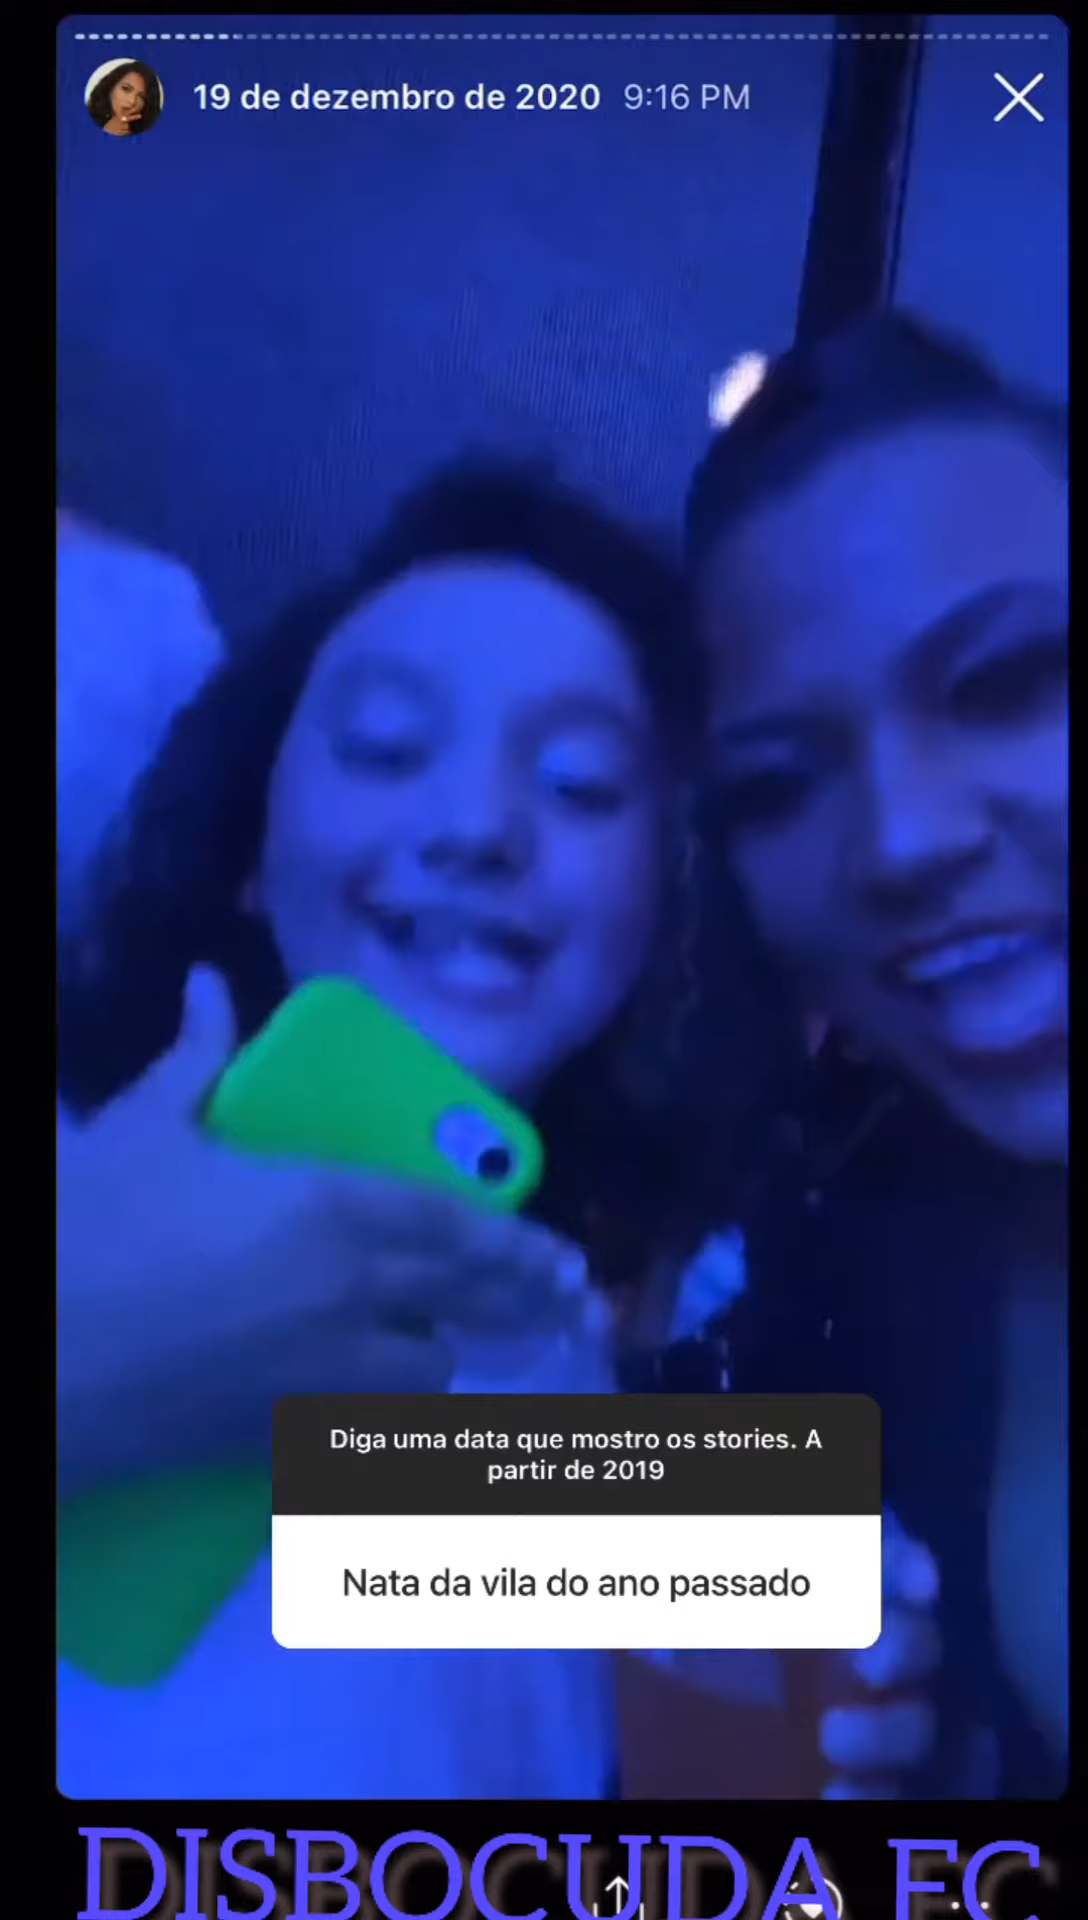 19 de dezembro de 2020 9:16 PM
Diga uma data que mostro os stories. A
partir de 2019
Nata da vila do ano passado
DISBOCUDA FC